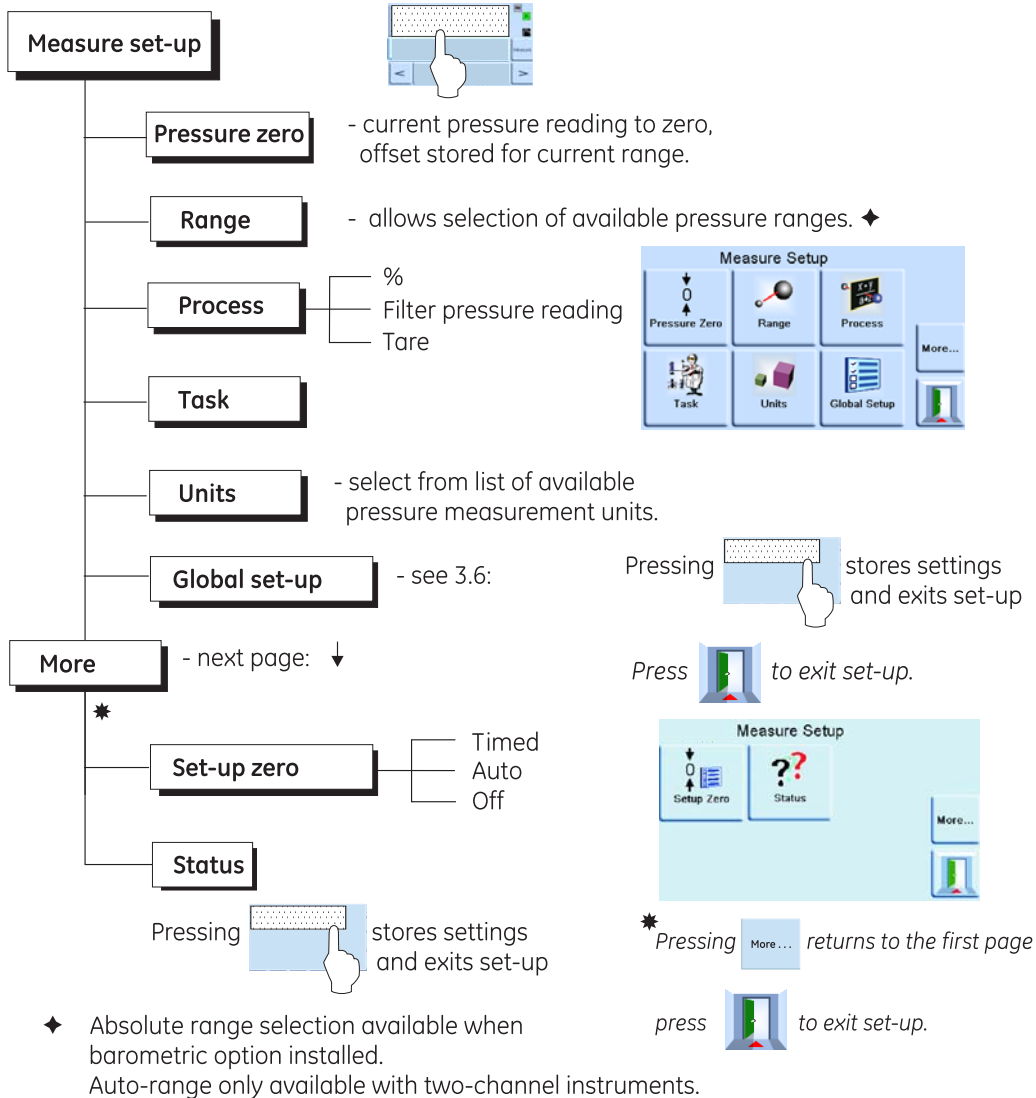 Measure set-up
Measure
<
>
Pressure zero
- current pressure reading to zero,
offset stored for current range.
Range
- allows selection of available pressure ranges. ✦
Process
%
Filter pressure reading
Tare
Measure Setup
0
Pressure Zero
Range
x+y
a÷y
Process
More...
Task
Units
Global Setup
Task
Units
- select from list of available
pressure measurement units.
Global set-up
- see 3.6:
Pressing
stores settings
and exits set-up
More
- next page: ↓
Press
to exit set-up.
✸
Set-up zero
Timed
Auto
Off
Measure Setup
0
Setup Zero
??
Status
More...
Status
Pressing
stores settings
and exits set-up
✸
Pressing More ... returns to the first page
press
to exit set-up.
✦ Absolute range selection available when
barometric option installed.
Auto-range only available with two-channel instruments.